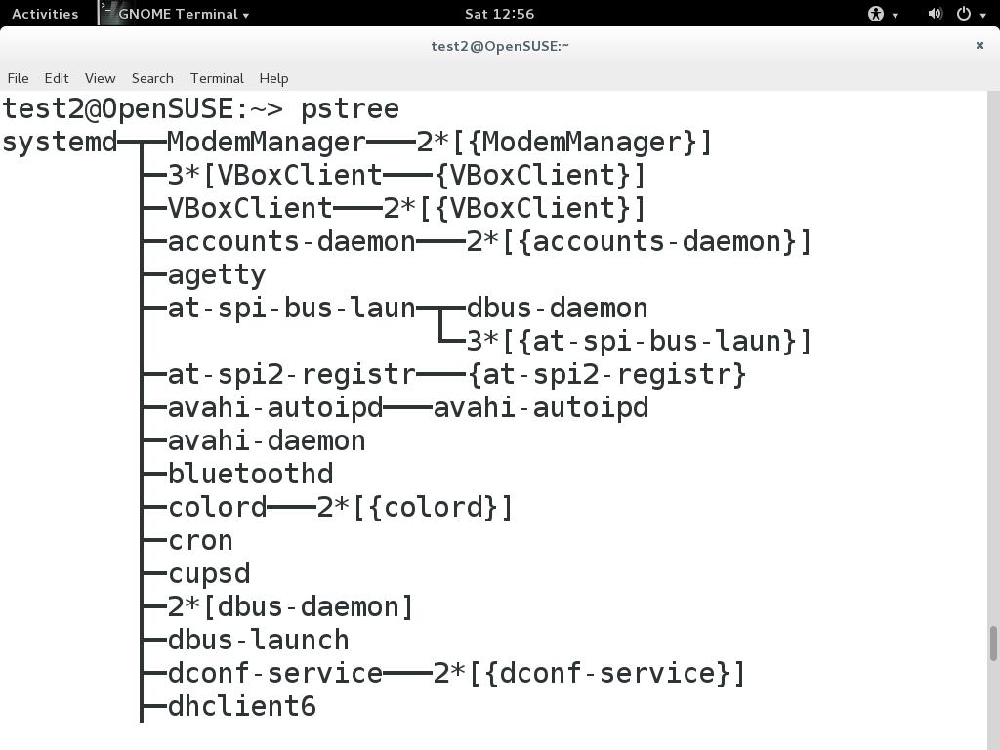 Activities GNOME Terminal Sat 12:56
test2@OpenSUSE:~
File Edit View Search Terminal Help
test2@OpenSUSE:~> pstree
systemd─┬─ModemManager───2*[{ModemManager}]
├─3*[VBoxClient───{VBoxClient}]
├─VBoxClient───2*[{VBoxClient}]
├─accounts-daemon───2*[{accounts-daemon}]
├─agetty
├─at-spi-bus-laun─┬─dbus-daemon
│ └─3*[{at-spi-bus-laun}]
├─at-spi2-registr───{at-spi2-registr}
├─avahi-autoipd───avahi-autoipd
├─avahi-daemon
├─bluetoothd
├─colord───2*[{colord}]
├─cron
├─cupsd
├─2*[dbus-daemon]
├─dbus-launch
├─dconf-service───2*[{dconf-service}]
├─dhclient6